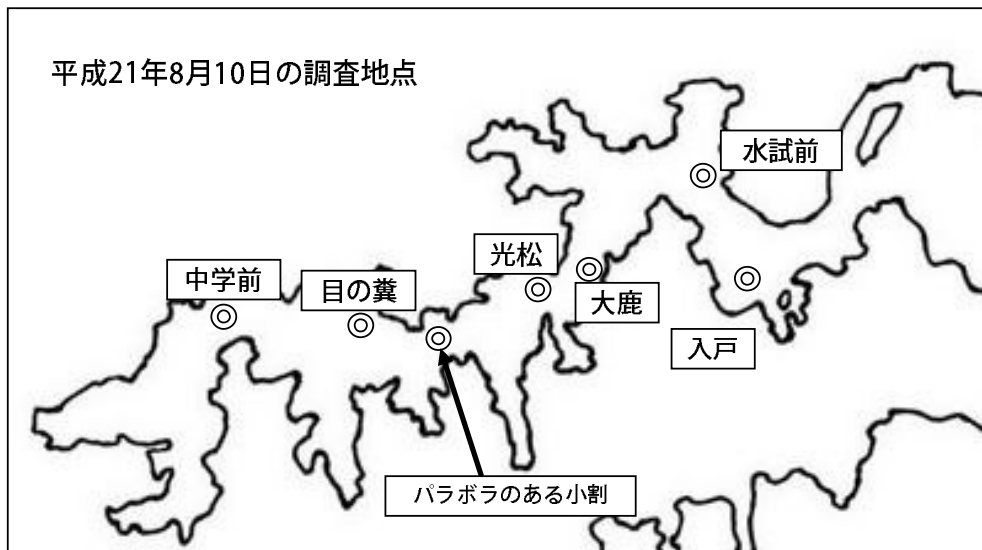 平成21年8月10日の調査地点
水試前
光松
中学前
目の糞
大鹿
入戸
パラボラのある小割